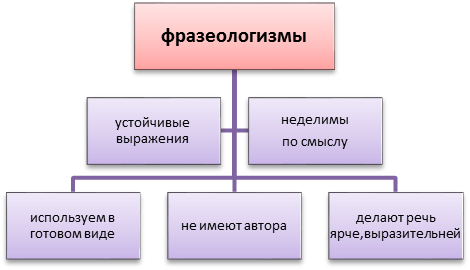 фразеологизмы
устойчивые
выражения
неделимы
по смыслу
используем в
готовом виде
не имеют автора
делают речь
ярче,выразительней